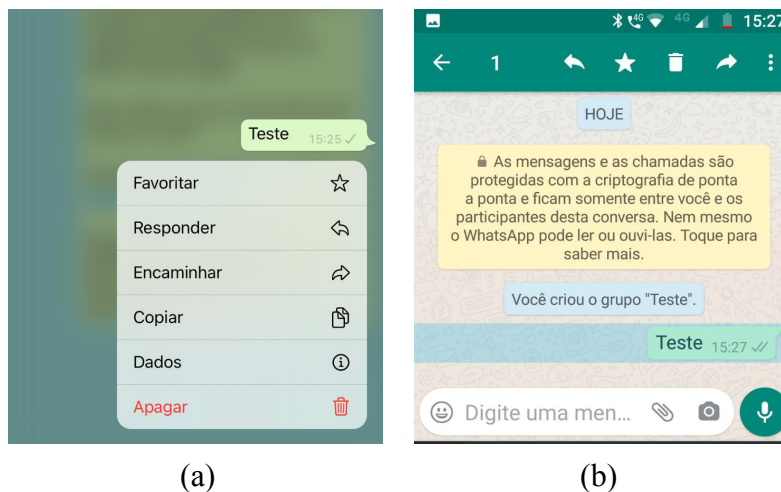 Teste 15:25
Favoritar
Responder
Encaminhar
Copiar
Dados
Apagar
(a)
4G 4G 15:27
1
HOJE
As mensagens e as chamadas são
protegidas com a criptografia de ponta
a ponta e ficam somente entre você e os
participantes desta conversa. Nem mesmo
o WhatsApp pode ler ou ouvi-las. Toque para
saber mais.
Você criou o grupo "Teste".
Teste 15:27
Digite uma men...
(b)